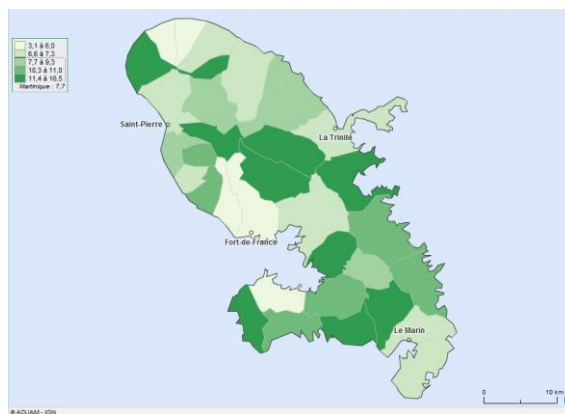 3,1 à 6,0
6,6 à 7,3
7,7 à 9,3
10,3 à 11,0
11,4 à 16,5
Martinique : 7,7
Saint-Pierre
La Trinité
Fort-de-France
Le Marin
0 10 km
© ADUAM - IGN